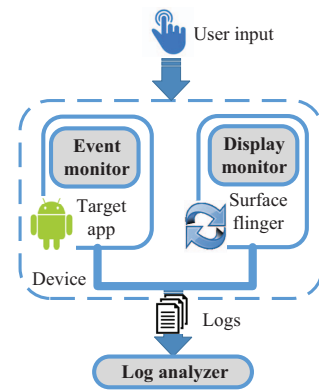 User input
Event
monitor
Target
app
Display
monitor
Surface
flinger
Device
Logs
Log analyzer